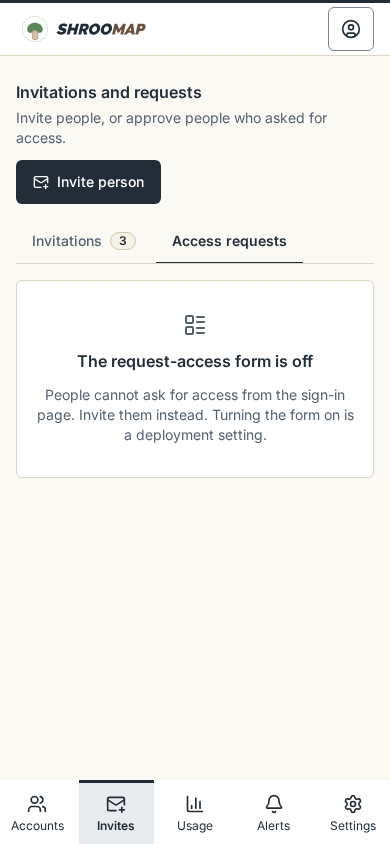 SHROOMAP
Invitations and requests
Invite people, or approve people who asked for
access.
Invite person
Invitations 3 Access requests
The request-access form is off
People cannot ask for access from the sign-in
page. Invite them instead. Turning the form on is
a deployment setting.
Accounts Invites Usage Alerts Settings